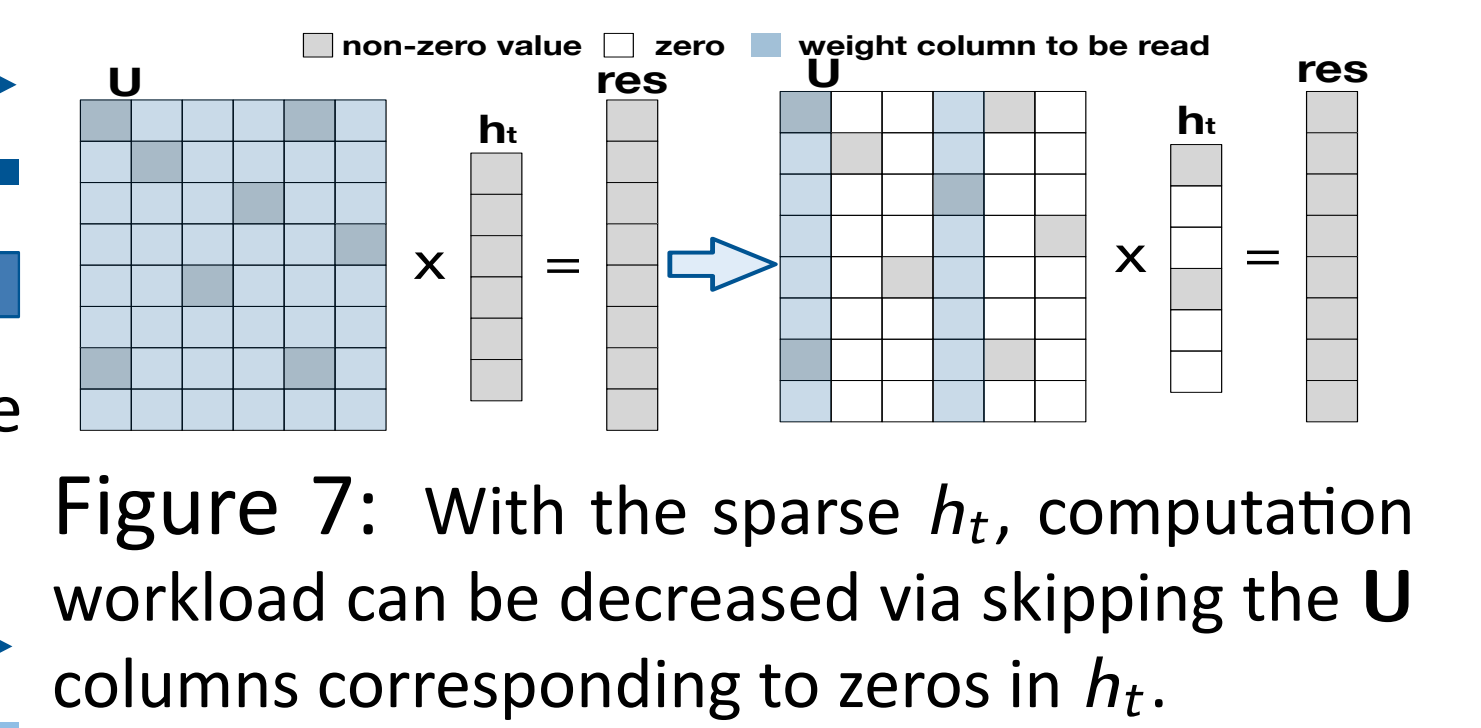 non-zero value zero weight column to be read
U res U res
hₜ hₜ
x = x =
e
Figure 7: With the sparse hₜ, computation
workload can be decreased via skipping the U
columns corresponding to zeros in hₜ.